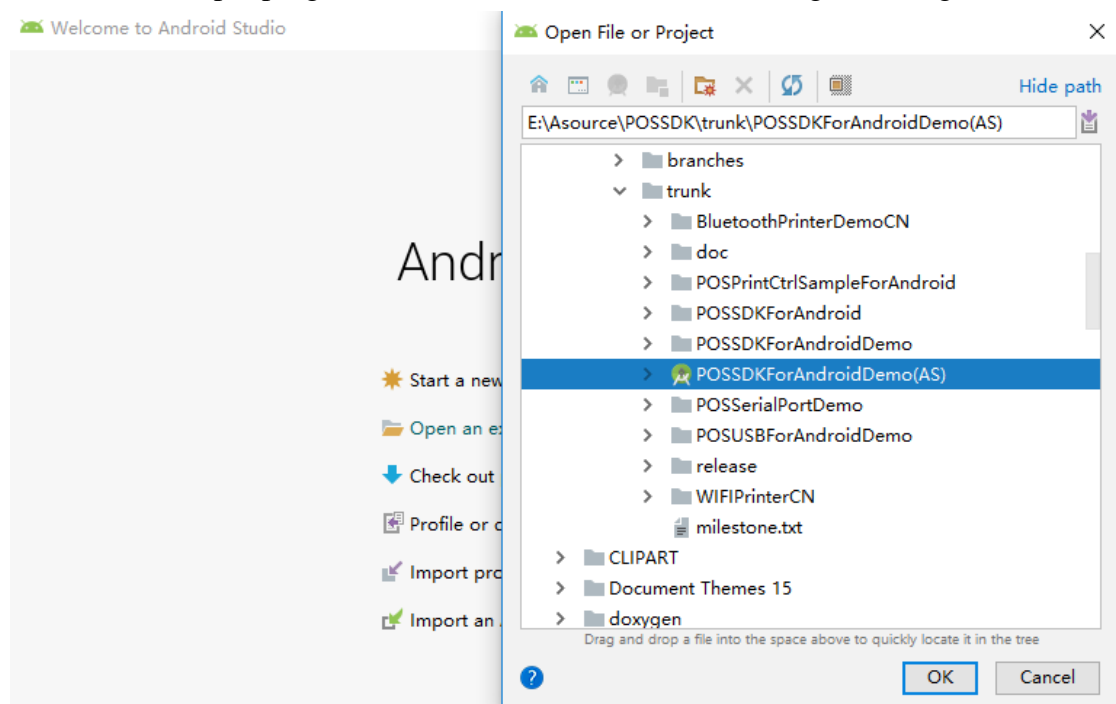 Welcome to Android Studio
Open File or Project
Hide path
E:\Asource\POSSDK\trunk\POSSDKForAndroidDemo(AS)
branches
trunk
BluetoothPrinterDemoCN
doc
POSPrintCtrlSampleForAndroid
POSSDKForAndroid
POSSDKForAndroidDemo
POSSDKForAndroidDemo(AS)
POSSerialPortDemo
POSUSBForAndroidDemo
release
WIFIPrinterCN
milestone.txt
CLIPART
Document Themes 15
doxygen
Drag and drop a file into the space above to quickly locate it in the tree
OK
Cancel
Andr
Start a new
Open an e
Check out
Profile or
Import pro
Import an